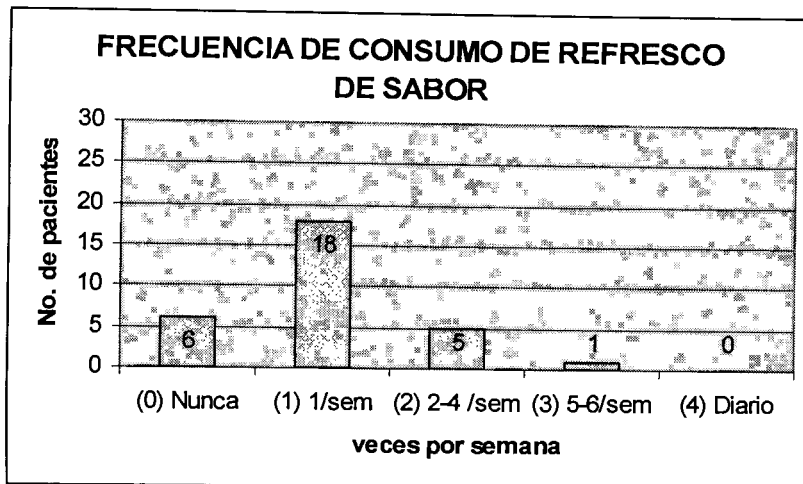 FRECUENCIA DE CONSUMO DE REFRESCO
DE SABOR
No. de pacientes
30
25
20
15
10
5
0
6
18
5
1
0
(0) Nunca
(1) 1/sem
(2) 2-4 /sem
(3) 5-6/sem
(4) Diario
veces por semana